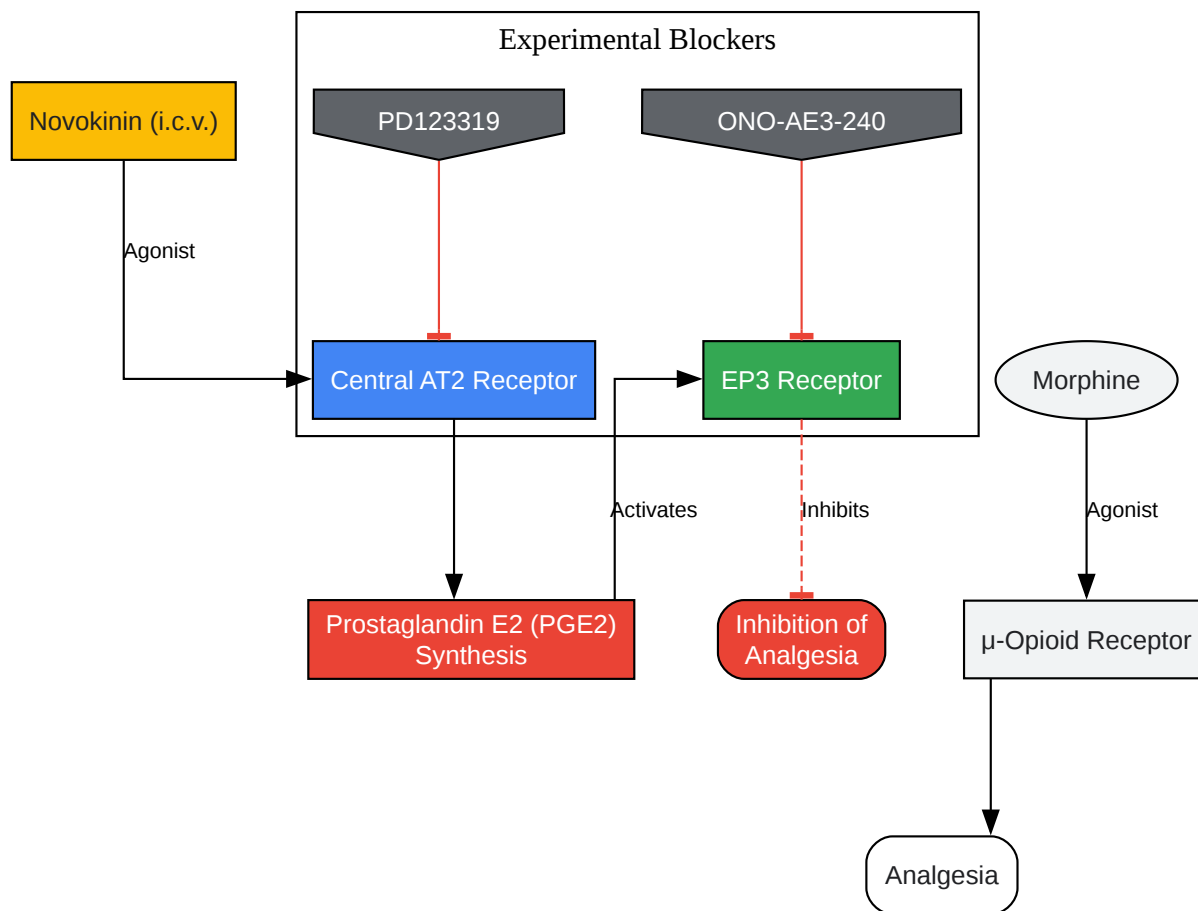 Experimental Blockers
Novokinin (i.c.v.)
PD123319
ONO-AE3-240
Agonist
Central AT2 Receptor
EP3 Receptor
Morphine
Activates
Inhibits
Agonist
Prostaglandin E2 (PGE2)
Synthesis
Inhibition of
Analgesia
μ-Opioid Receptor
Analgesia